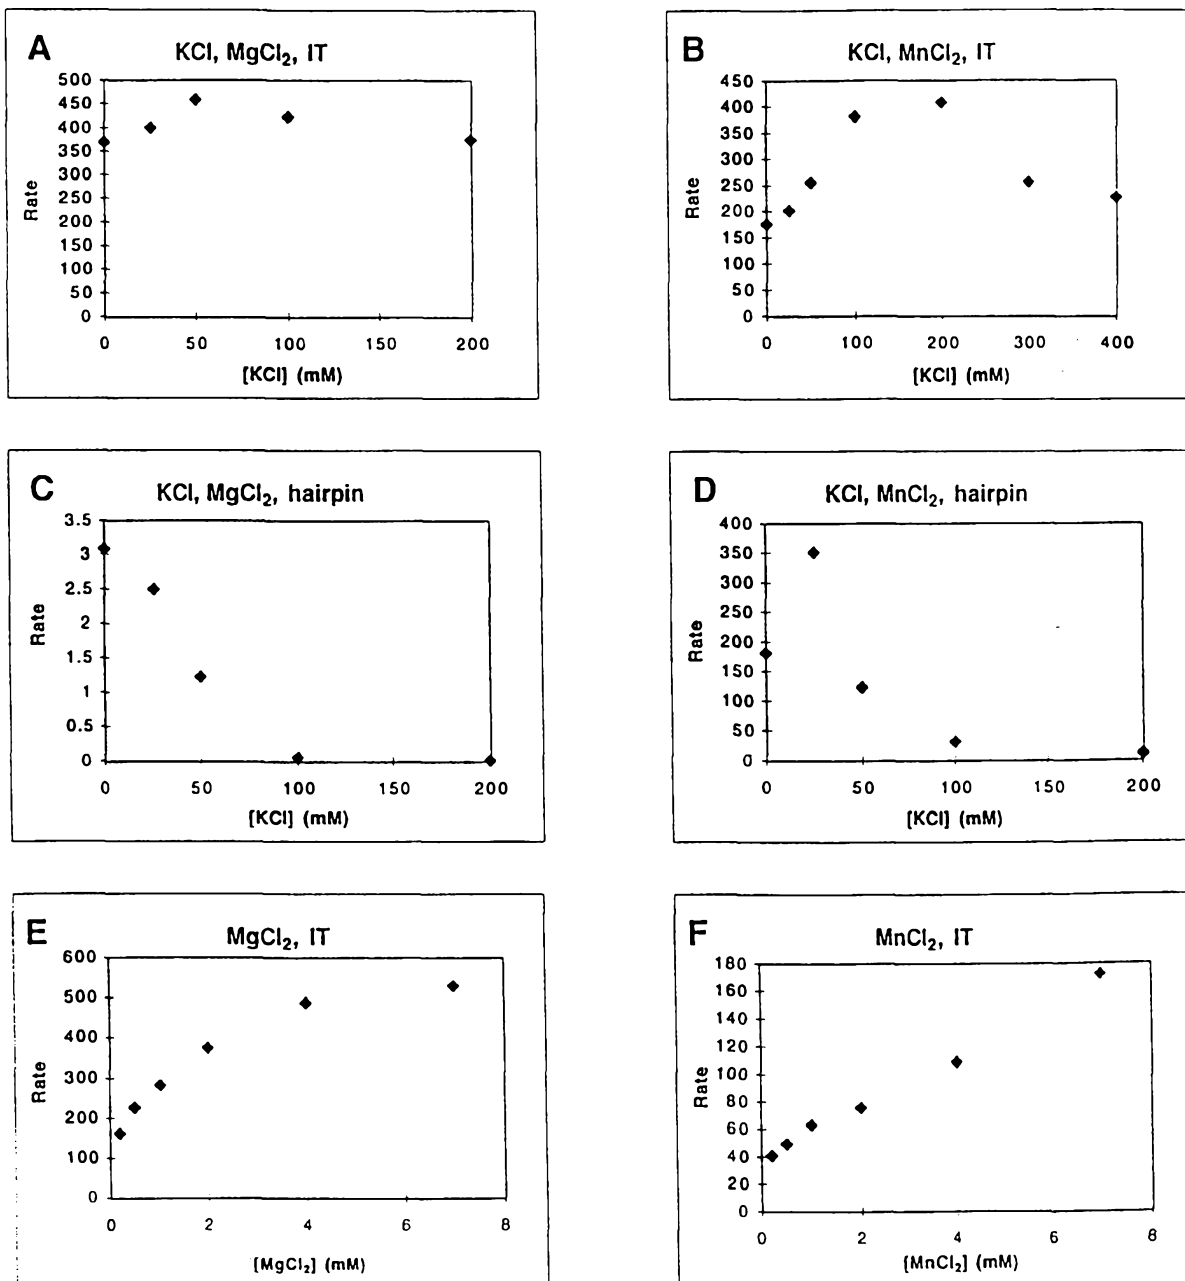 A
KCl, MgCl₂, IT
500
450
400
350
300
250
200
150
100
50
0
Rate
0 50 100 150 200
[KCl] (mM)
B
KCl, MnCl₂, IT
450
400
350
300
250
200
150
100
50
0
Rate
0 100 200 300 400
[KCl] (mM)
C
KCl, MgCl₂, hairpin
3.5
3
2.5
2
1.5
1
0.5
0
Rate
0 50 100 150 200
[KCl] (mM)
D
KCl, MnCl₂, hairpin
400
350
300
250
200
150
100
50
0
Rate
0 50 100 150 200
[KCl] (mM)
E
MgCl₂, IT
600
500
400
300
200
100
0
Rate
0 2 4 6 8
[MgCl₂] (mM)
F
MnCl₂, IT
180
160
140
120
100
80
60
40
20
0
Rate
0 2 4 6 8
[MnCl₂] (mM)